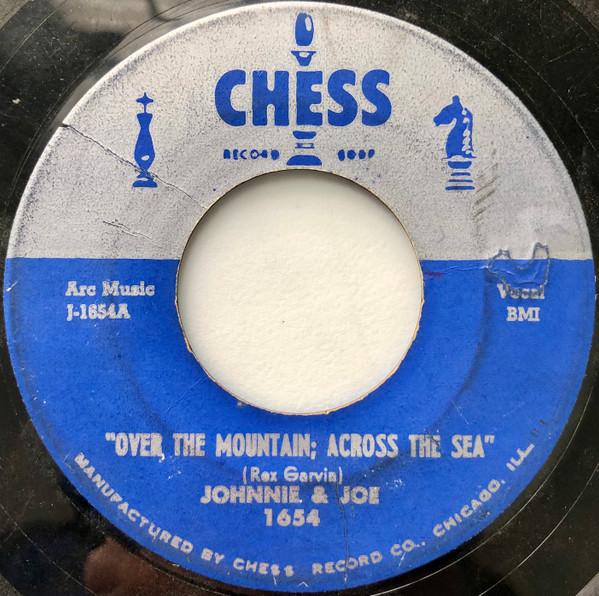 CHESS
RECORD CORP
Arc Music
J-1654A
Vocal
BMI
"OVER THE MOUNTAIN; ACROSS THE SEA"
(Rex Garvin)
JOHNNIE & JOE
1654
MANUFACTURED BY CHESS RECORD CO., CHICAGO, ILL.